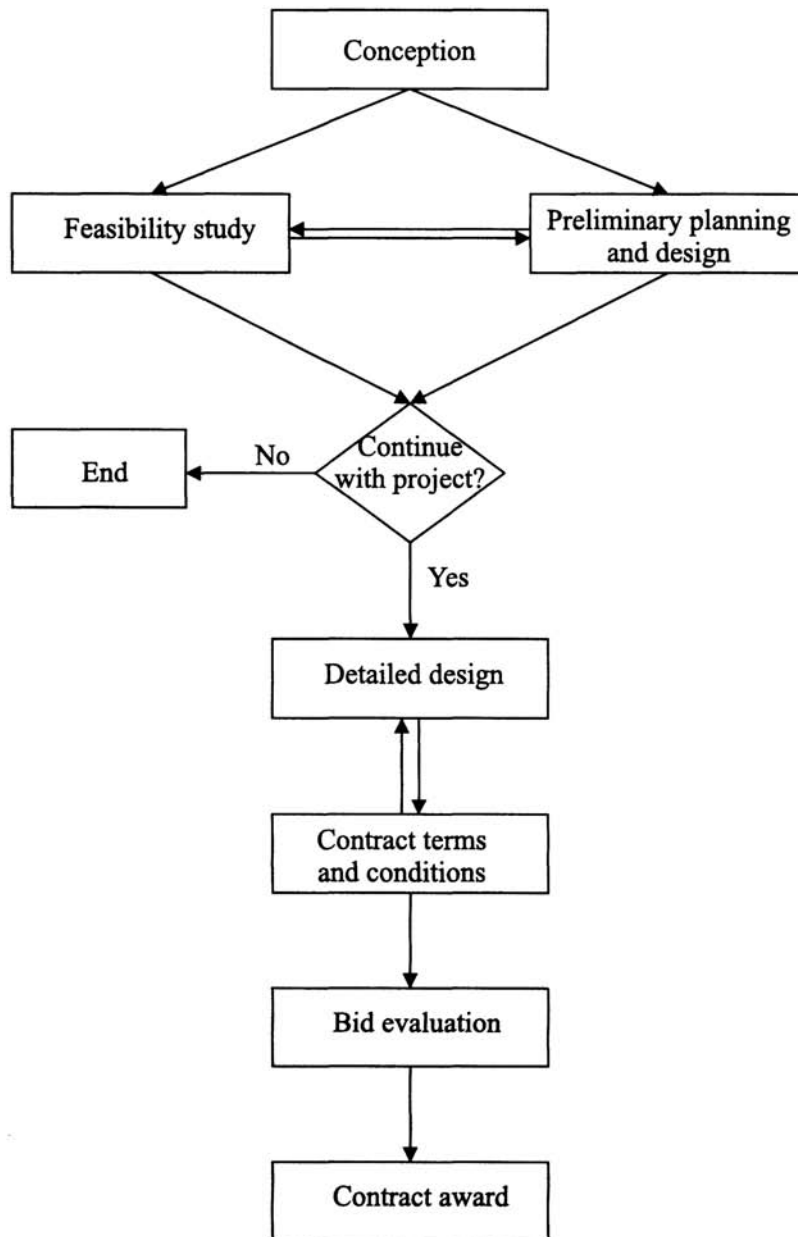 Conception
Feasibility study
Preliminary planning
and design
Continue
with project?
No
End
Yes
Detailed design
Contract terms
and conditions
Bid evaluation
Contract award